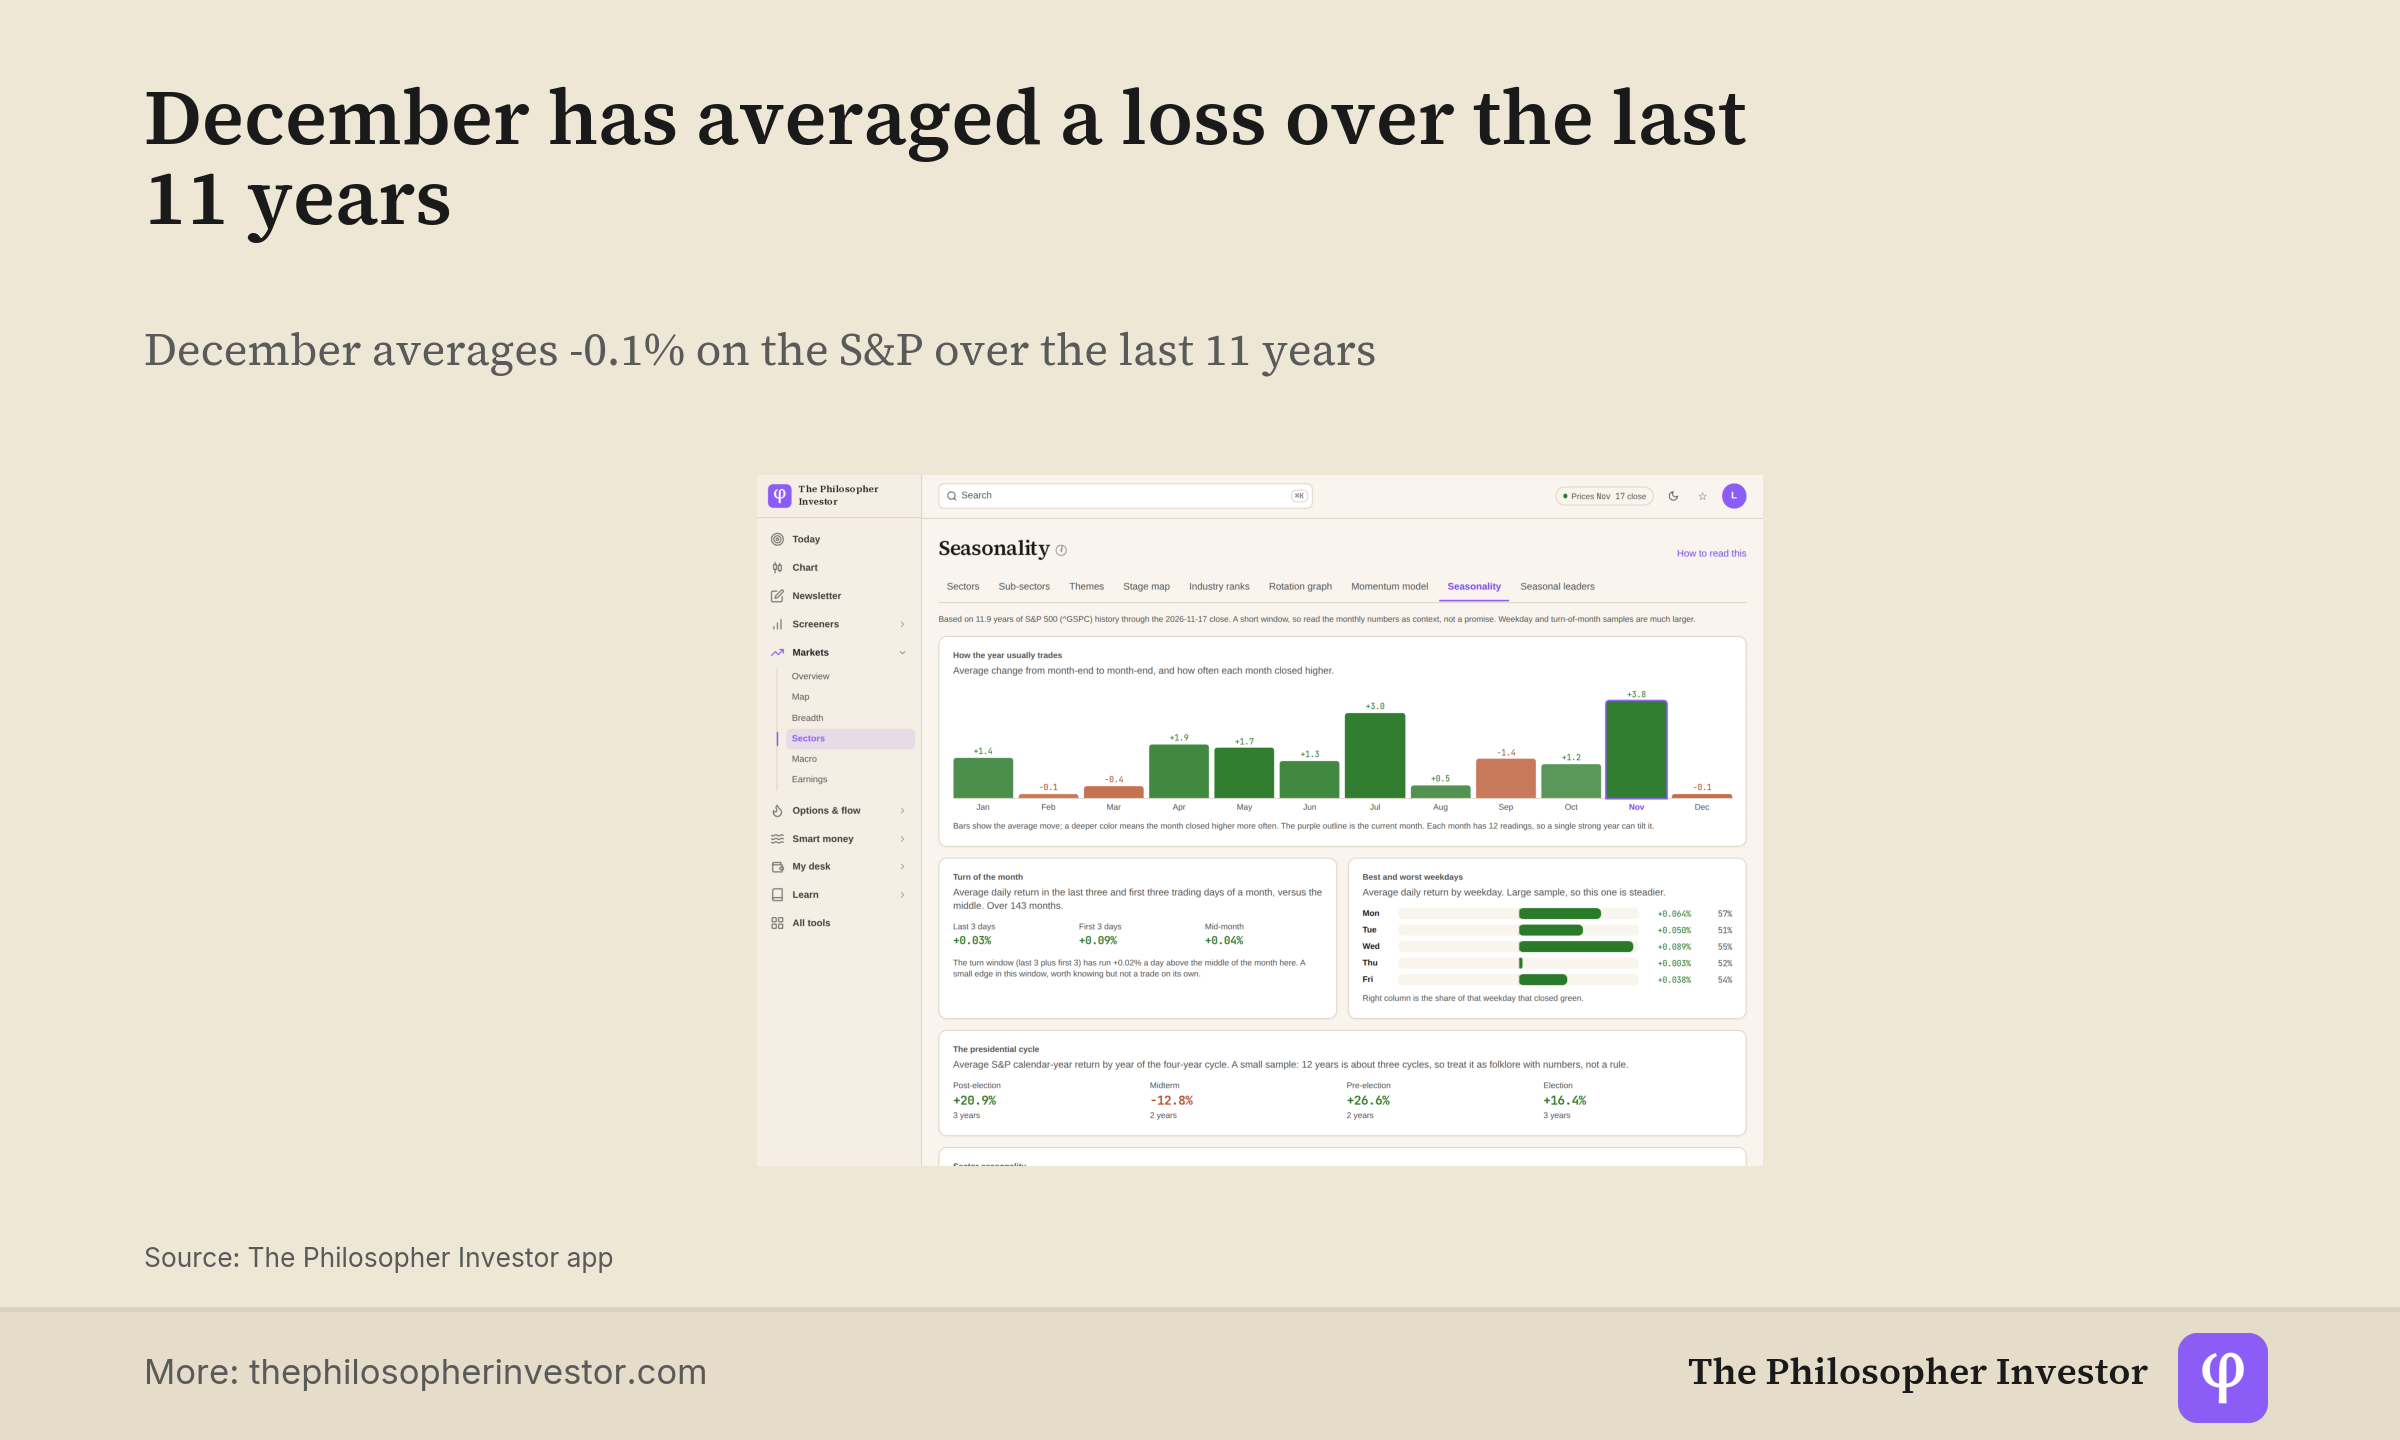 December has averaged a loss over the last
11 years
December averages -0.1% on the S&P over the last 11 years
φ
The Philosopher
Investor
Search
⌘K
Prices Nov 17 close
L
Today
Chart
Newsletter
Screeners
Markets
Overview
Map
Breadth
Sectors
Macro
Earnings
Options & flow
Smart money
My desk
Learn
All tools
Seasonality
How to read this
Sectors Sub-sectors Themes Stage map Industry ranks Rotation graph Momentum model Seasonality Seasonal leaders
Based on 11.9 years of S&P 500 (^GSPC) history through the 2026-11-17 close. A short window, so read the monthly numbers as context, not a promise. Weekday and turn-of-month samples are much larger.
How the year usually trades
Average change from month-end to month-end, and how often each month closed higher.
+1.4 -0.1 -0.4 +1.9 +1.7 +1.3 +3.0 +0.5 -1.4 +1.2 +3.8 -0.1
Jan Feb Mar Apr May Jun Jul Aug Sep Oct Nov Dec
Bars show the average move; a deeper color means the month closed higher more often. The purple outline is the current month. Each month has 12 readings, so a single strong year can tilt it.
Turn of the month
Average daily return in the last three and first three trading days of a month, versus the
middle. Over 143 months.
Last 3 days First 3 days Mid-month
+0.03% +0.09% +0.04%
The turn window (last 3 plus first 3) has run +0.02% a day above the middle of the month here. A
small edge in this window, worth knowing but not a trade on its own.
Best and worst weekdays
Average daily return by weekday. Large sample, so this one is steadier.
Mon +0.064% 57%
Tue +0.050% 51%
Wed +0.089% 55%
Thu +0.003% 52%
Fri +0.038% 54%
Right column is the share of that weekday that closed green.
The presidential cycle
Average S&P calendar-year return by year of the four-year cycle. A small sample: 12 years is about three cycles, so treat it as folklore with numbers, not a rule.
Post-election Midterm Pre-election Election
+20.9% -12.8% +26.6% +16.4%
3 years 2 years 2 years 3 years
Sector seasonality
Source: The Philosopher Investor app
More: thephilosopherinvestor.com
The Philosopher Investor
φ